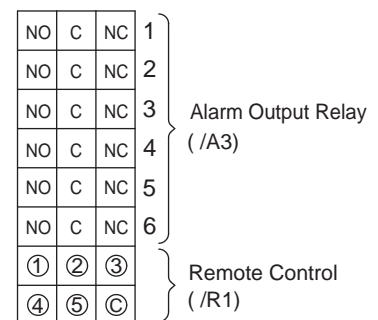 NO C NC 1
NO C NC 2
NO C NC 3
NO C NC 4
NO C NC 5
NO C NC 6
Alarm Output Relay
( /A3)
① ② ③
④ ⑤ Ⓒ
Remote Control
( /R1)